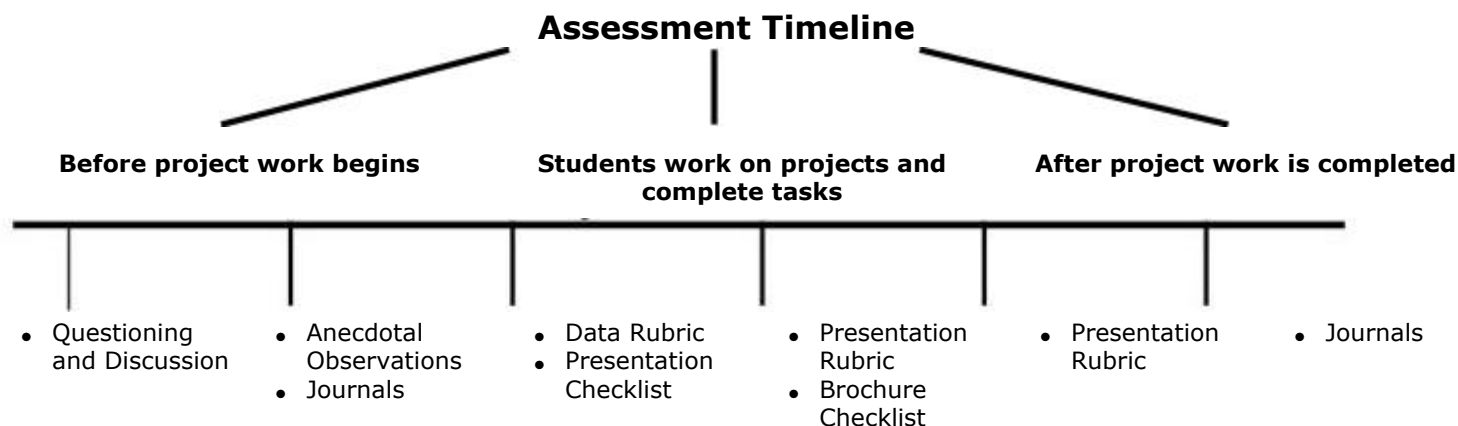 Assessment Timeline
Before project work begins
Students work on projects and
complete tasks
After project work is completed
• Questioning
and Discussion
• Anecdotal
Observations
• Journals
• Data Rubric
• Presentation
Checklist
• Presentation
Rubric
• Brochure
Checklist
• Presentation
Rubric
• Journals